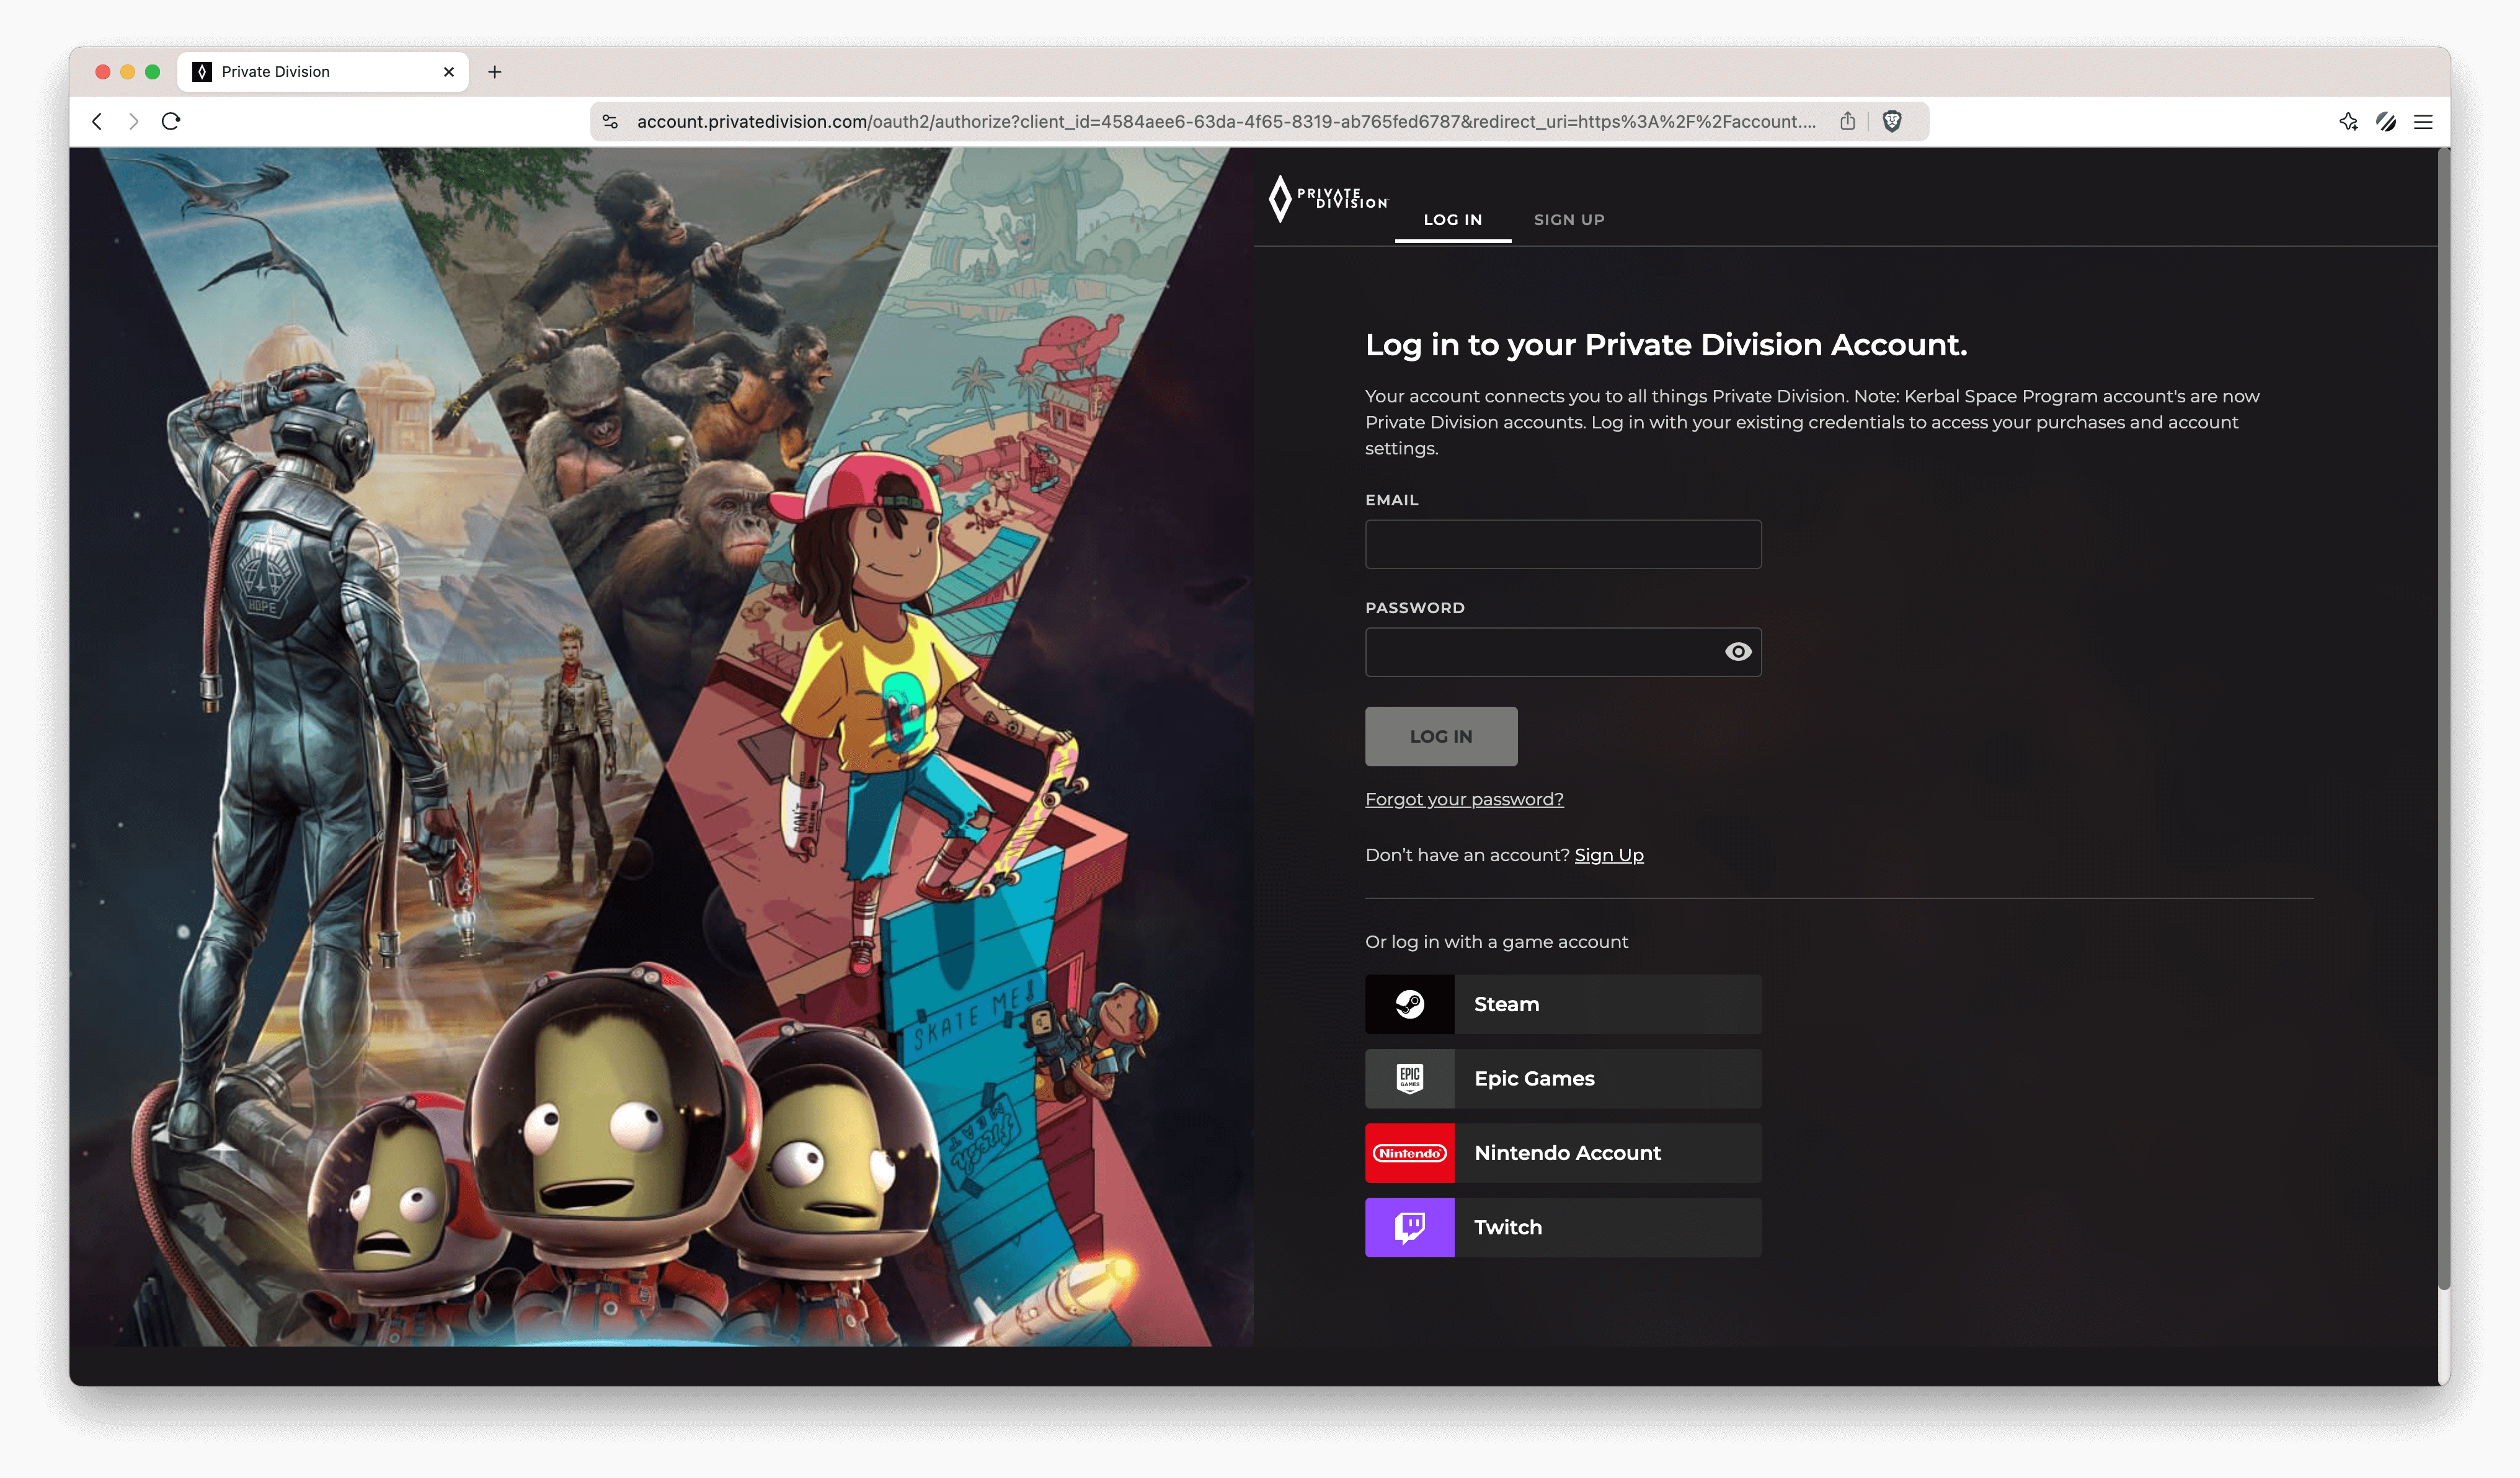 Private Division
account.privatedivision.com/oauth2/authorize?client_id=4584aee6-63da-4f65-8319-ab765fed6787&redirect_uri=https%3A%2F%2Faccount....
PRIVATE
DIVISION
LOG IN
SIGN UP
Log in to your Private Division Account.
Your account connects you to all things Private Division. Note: Kerbal Space Program account's are now
Private Division accounts. Log in with your existing credentials to access your purchases and account
settings.
EMAIL
PASSWORD
LOG IN
Forgot your password?
Don't have an account? Sign Up
Or log in with a game account
Steam
EPIC
GAMES
Epic Games
Nintendo
Nintendo Account
Twitch
HOPE
CAN'T
SKATE ME!
MEAT